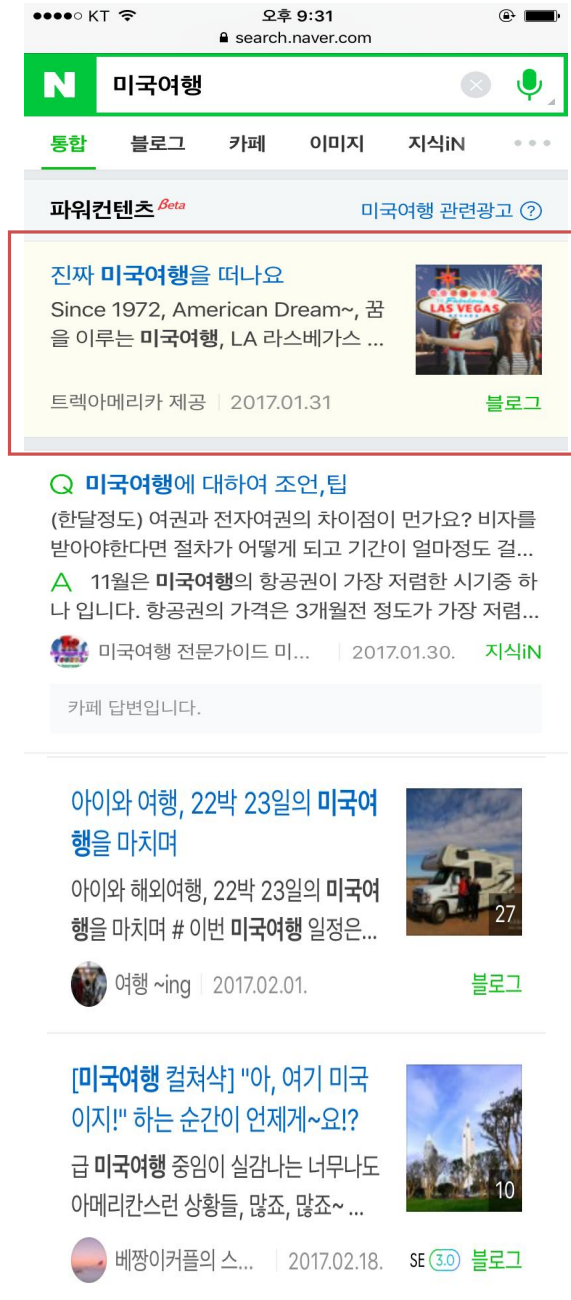 KT 오후 9:31
search.naver.com
N 미국여행
통합 블로그 카페 이미지 지식iN
파워컨텐츠 Beta 미국여행 관련광고 ?
진짜 미국여행을 떠나요
Since 1972, American Dream~, 꿈
을 이루는 미국여행, LA 라스베가스 ...
Fabulous
LAS VEGAS
트렉아메리카 제공 2017.01.31 블로그
Q 미국여행에 대하여 조언,팁
(한달정도) 여권과 전자여권의 차이점이 먼가요? 비자를
받아야한다면 절차가 어떻게 되고 기간이 얼마정도 걸...
A 11월은 미국여행의 항공권이 가장 저렴한 시기중 하
나 입니다. 항공권의 가격은 3개월전 정도가 가장 저렴...
미국여행 전문가이드 미... 2017.01.30. 지식iN
카페 답변입니다.
아이와 여행, 22박 23일의 미국여
행을 마치며
아이와 해외여행, 22박 23일의 미국여
행을 마치며 # 이번 미국여행 일정은...
27
여행 ~ing 2017.02.01. 블로그
[미국여행 컬쳐샥] "아, 여기 미국
이지!" 하는 순간이 언제게~요!?
급 미국여행 중임이 실감나는 너무나도
아메리칸스런 상황들, 많죠, 많죠~ ...
10
베짱이커플의 스... 2017.02.18. SE 3.0 블로그